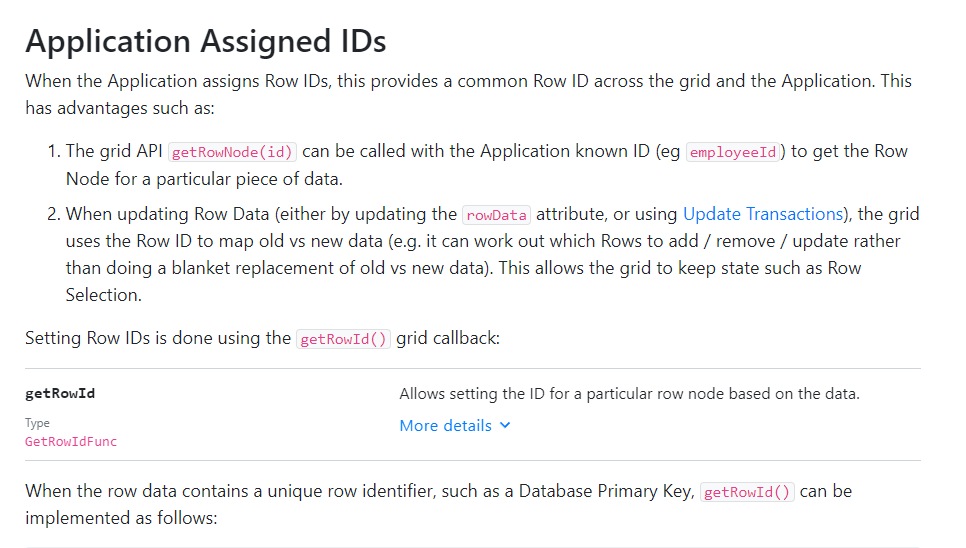 Application Assigned IDs
When the Application assigns Row IDs, this provides a common Row ID across the grid and the Application. This
has advantages such as:
1. The grid API getRowNode(id) can be called with the Application known ID (eg employeeId) to get the Row
Node for a particular piece of data.
2. When updating Row Data (either by updating the rowData attribute, or using Update Transactions), the grid
uses the Row ID to map old vs new data (e.g. it can work out which Rows to add / remove / update rather
than doing a blanket replacement of old vs new data). This allows the grid to keep state such as Row
Selection.
Setting Row IDs is done using the getRowId() grid callback:
getRowId
Type
GetRowIdFunc
Allows setting the ID for a particular row node based on the data.
More details
When the row data contains a unique row identifier, such as a Database Primary Key, getRowId() can be
implemented as follows: